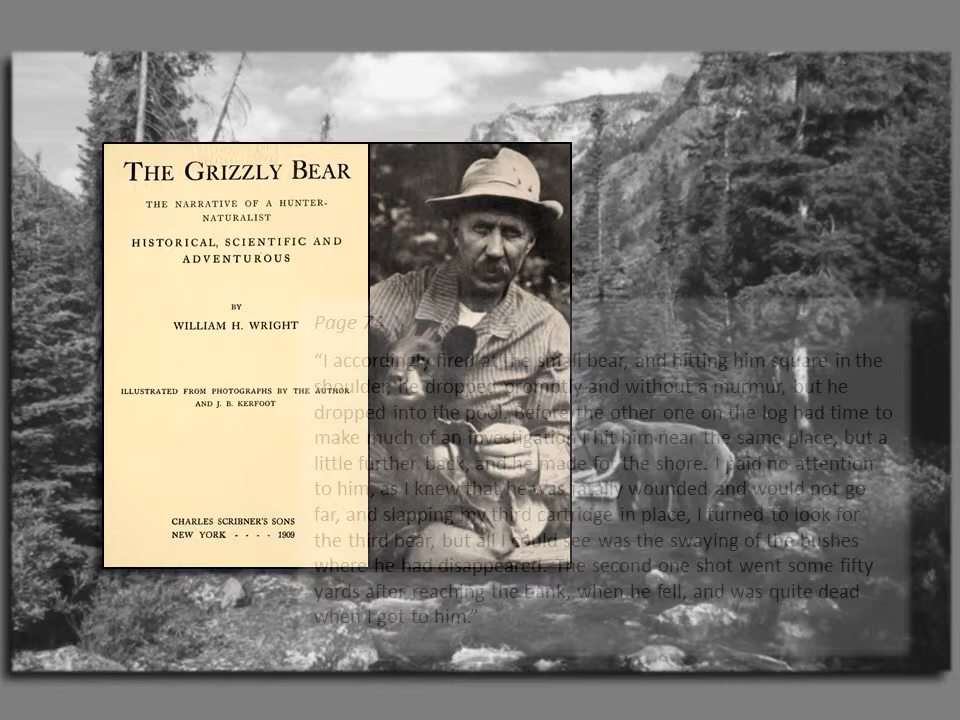 THE GRIZZLY BEAR
THE NARRATIVE OF A HUNTER-
NATURALIST
HISTORICAL, SCIENTIFIC AND
ADVENTUROUS
BY
WILLIAM H. WRIGHT
ILLUSTRATED FROM PHOTOGRAPHS BY THE AUTHOR
AND J. B. KERFOOT
CHARLES SCRIBNER'S SONS
NEW YORK - - - - 1909
Page
“I accordingly fired at the small bear, and hitting him square in the
shoulder, he dropped promptly and without a murmur, but he
dropped into the pool. Before the other one on the log had time to
make much of an investigation I hit him near the same place, but a
little further back, and he made for the shore. I paid no attention
to him, as I knew that he was fatally wounded and would not go
far, and slapping my third cartridge in place, I turned to look for
the third bear, but all I could see was the swaying of the bushes
where he had disappeared. The second one shot went some fifty
yards after reaching the bank, when he fell, and was quite dead
when I got to him.”